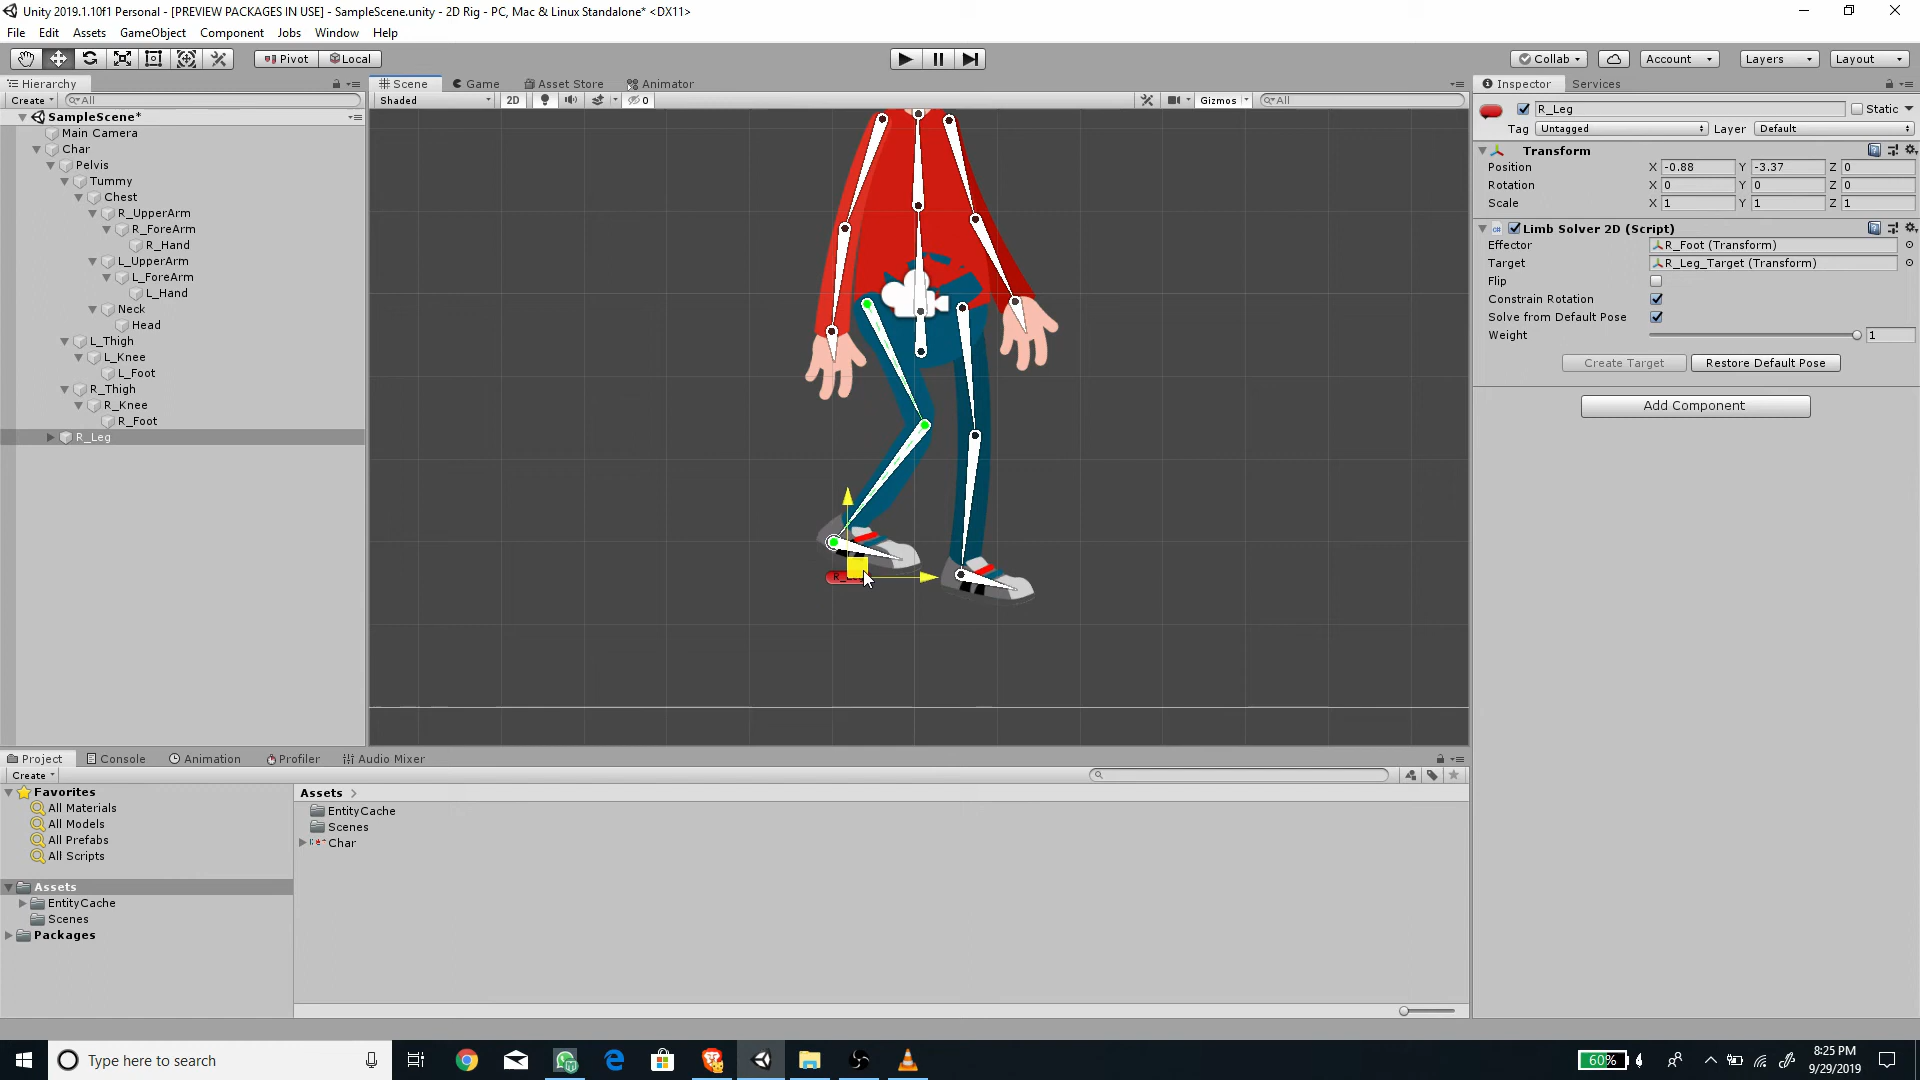 Unity 2019.1.10f1 Personal - [PREVIEW PACKAGES IN USE] - SampleScene.unity - 2D Rig - PC, Mac & Linux Standalone* <DX11>
File Edit Assets GameObject Component Jobs Window Help
Pivot Local
Collab Account Layers Layout
Hierarchy
Create All
SampleScene*
Main Camera
Char
Pelvis
Tummy
Chest
R_UpperArm
R_ForeArm
R_Hand
L_UpperArm
L_ForeArm
L_Hand
Neck
Head
L_Thigh
L_Knee
L_Foot
R_Thigh
R_Knee
R_Foot
R_Leg
Scene Game Asset Store Animator
Shaded 2D 0 Gizmos All
Inspector Services
R_Leg Static
Tag Untagged Layer Default
Transform
Position X -0.88 Y -3.37 Z 0
Rotation X 0 Y 0 Z 0
Scale X 1 Y 1 Z 1
Limb Solver 2D (Script)
Effector R_Foot (Transform)
Target R_Leg_Target (Transform)
Flip
Constrain Rotation
Solve from Default Pose
Weight 1
Create Target Restore Default Pose
Add Component
Project Console Animation Profiler Audio Mixer
Create
Favorites
All Materials
All Models
All Prefabs
All Scripts
Assets
EntityCache
Scenes
Packages
Assets
EntityCache
Scenes
Char
Type here to search
60%
8:25 PM
9/29/2019